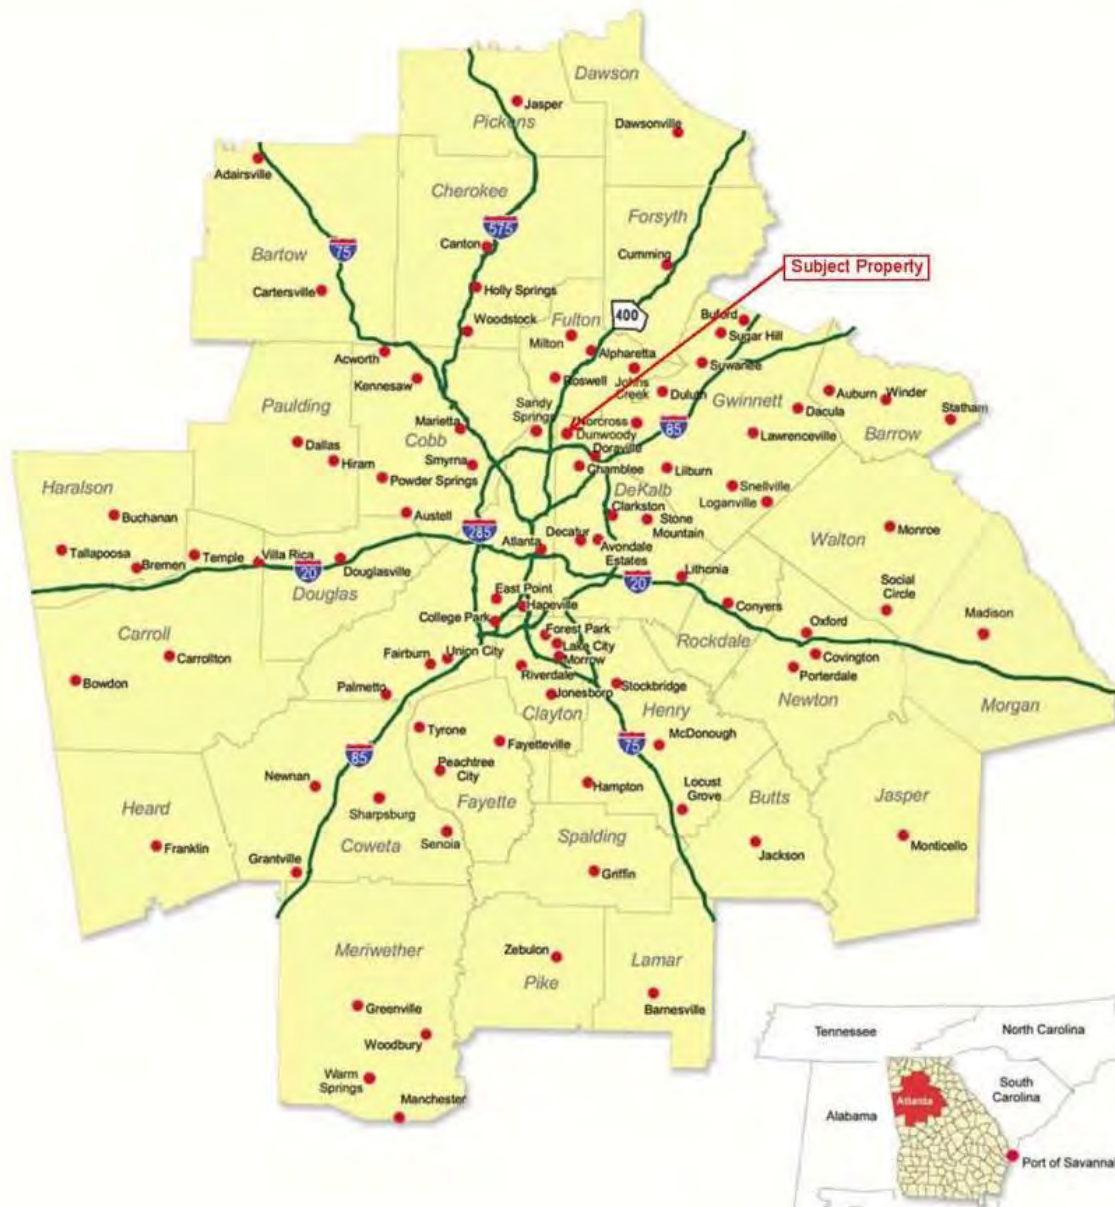 Dawson
Jasper
Pickens
Dawsonville
Adairsville
Cherokee
Forsyth
575
Canton
Bartow
75
Cumming
Subject Property
Cartersville
Holly Springs
400
Buford
Fulton
Woodstock
Sugar Hill
Milton
Alpharetta
Acworth
Suwanee
Kennesaw
Roswell
Johns
Creek
Duluth
Auburn
Winder
Gwinnett
Paulding
Sandy
Springs
Dacula
Statham
Marietta
Norcross
Dunwoody
85
Lawrenceville
Barrow
Dallas
Cobb
Doraville
Hiram
Smyrna
Chamblee
Lilburn
Powder Springs
Haralson
DeKalb
Snellville
Loganville
Buchanan
Austell
Clarkston
Stone
Mountain
285
Monroe
Walton
Tallapoosa
Bremen
Temple
Villa Rica
20
Douglasville
Atlanta
Decatur
Avondale
Estates
20
Lithonia
Douglas
East Point
Hapeville
Social
Circle
Conyers
Madison
College Park
Oxford
Carroll
Forest Park
Rockdale
Lake City
Carrollton
Fairburn
Union City
Morrow
Covington
Porterdale
Riverdale
Bowdon
Palmetto
Stockbridge
Jonesboro
Clayton
Henry
Newton
Morgan
Tyrone
85
Fayetteville
75
McDonough
Newnan
Peachtree
City
Hampton
Locust
Grove
Butts
Jasper
Heard
Sharpsburg
Fayette
Franklin
Coweta
Senoia
Spalding
Jackson
Monticello
Grantville
Griffin
Meriwether
Zebulon
Lamar
Pike
Greenville
Barnesville
Woodbury
Warm
Springs
Manchester
Tennessee
North Carolina
South
Carolina
Atlanta
Alabama
Port of Savannah